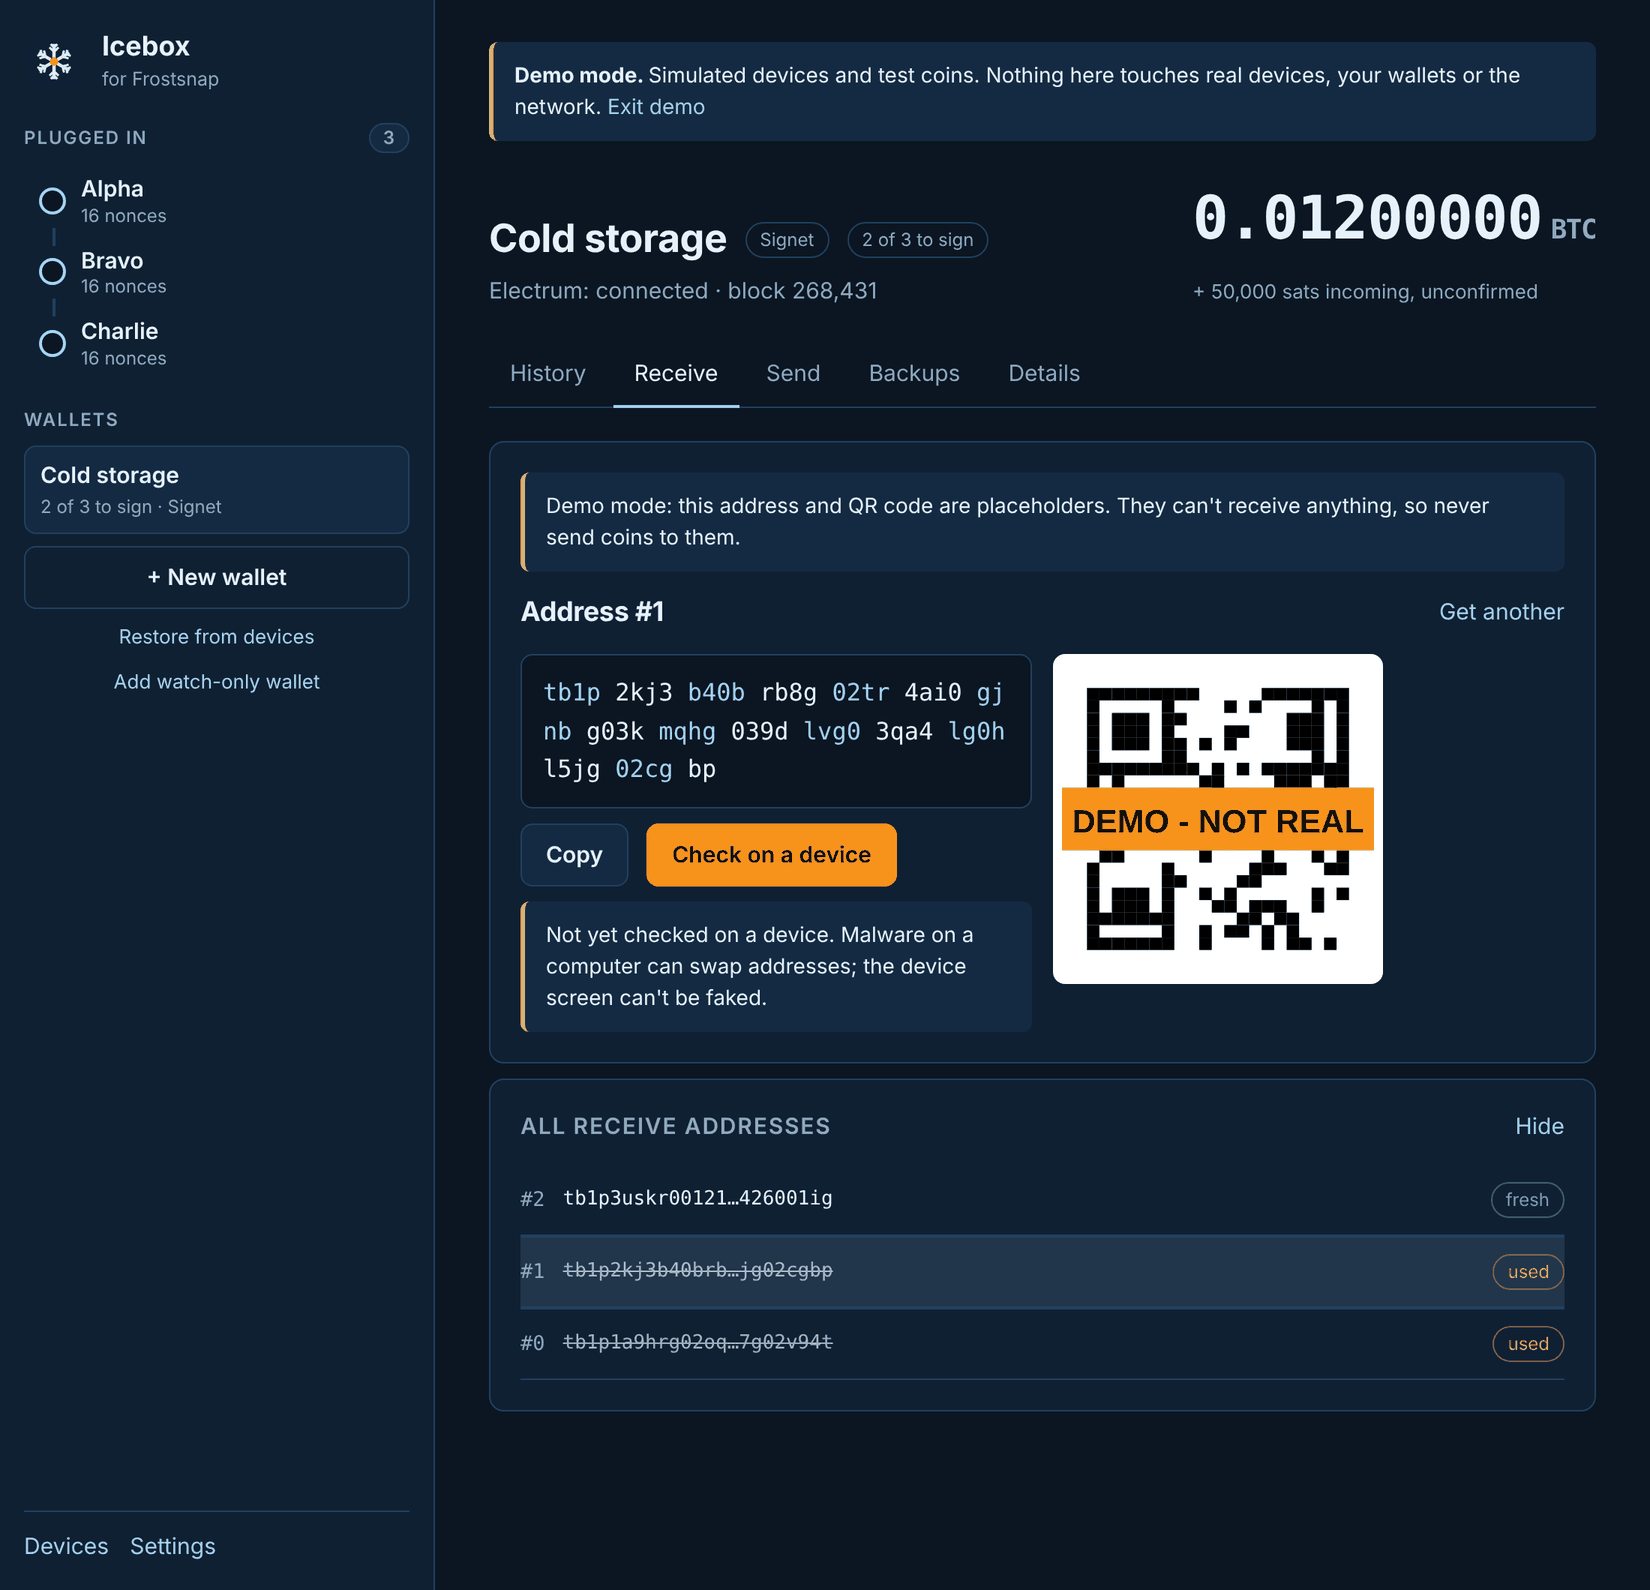 Icebox
for Frostsnap
PLUGGED IN 3
Alpha
16 nonces
Bravo
16 nonces
Charlie
16 nonces
WALLETS
Cold storage
2 of 3 to sign · Signet
+ New wallet
Restore from devices
Add watch-only wallet
Devices Settings
Demo mode. Simulated devices and test coins. Nothing here touches real devices, your wallets or the
network. Exit demo
Cold storage Signet 2 of 3 to sign
Electrum: connected · block 268,431
0.01200000 BTC
+ 50,000 sats incoming, unconfirmed
History Receive Send Backups Details
Demo mode: this address and QR code are placeholders. They can't receive anything, so never
send coins to them.
Address #1 Get another
tb1p 2kj3 b40b rb8g 02tr 4ai0 gj
nb g03k mqhg 039d lvg0 3qa4 lg0h
l5jg 02cg bp
DEMO - NOT REAL
Copy Check on a device
Not yet checked on a device. Malware on a
computer can swap addresses; the device
screen can't be faked.
ALL RECEIVE ADDRESSES Hide
#2 tb1p3uskr00121…426001ig fresh
#1 tb1p2kj3b40brb…jg02cgbp used
#0 tb1p1a9hrg02oq…7g02v94t used